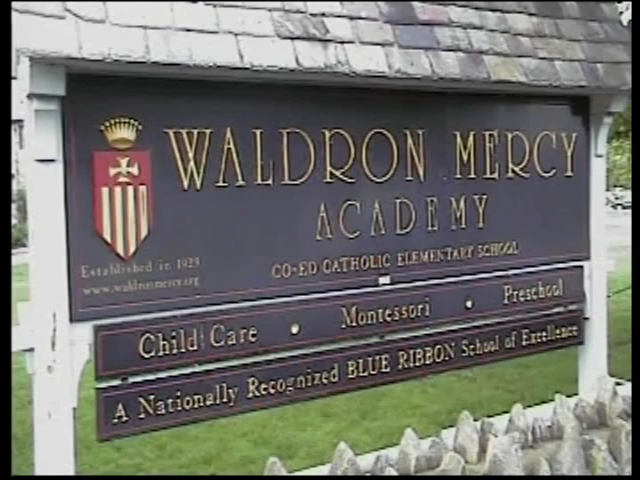 WALDRON MERCY
ACADEMY
CO-ED CATHOLIC ELEMENTARY SCHOOL
Established in 1923
www.waldronmercy.org
Child Care • Montessori • Preschool
A Nationally Recognized BLUE RIBBON School of Excellence